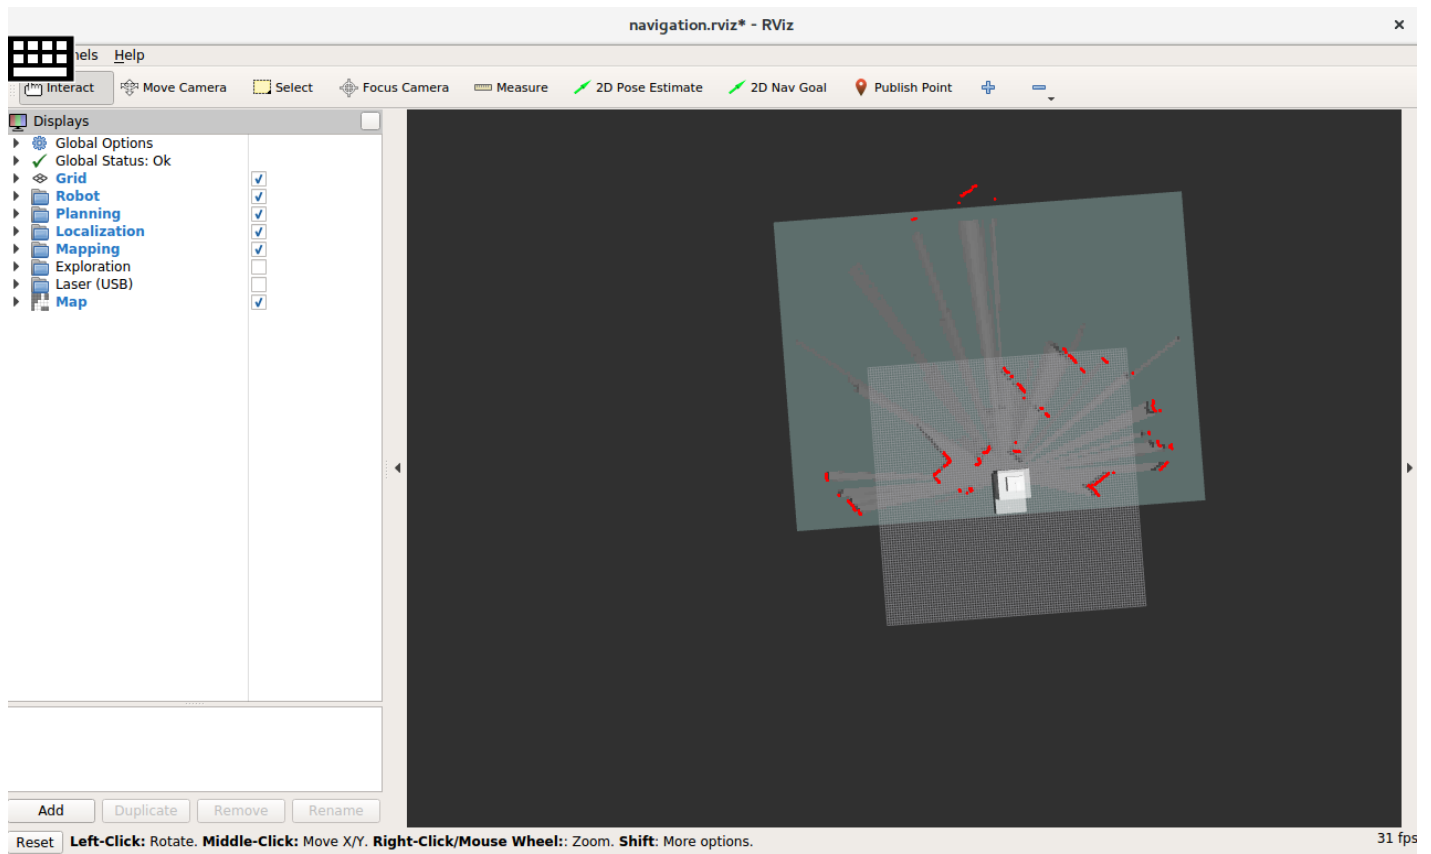 navigation.rviz* - RViz
Help
Interact Move Camera Select Focus Camera Measure 2D Pose Estimate 2D Nav Goal Publish Point
Displays
Global Options
Global Status: Ok
Grid
Robot
Planning
Localization
Mapping
Exploration
Laser (USB)
Map
Add Duplicate Remove Rename
Reset Left-Click: Rotate. Middle-Click: Move X/Y. Right-Click/Mouse Wheel:: Zoom. Shift: More options. 31 fps